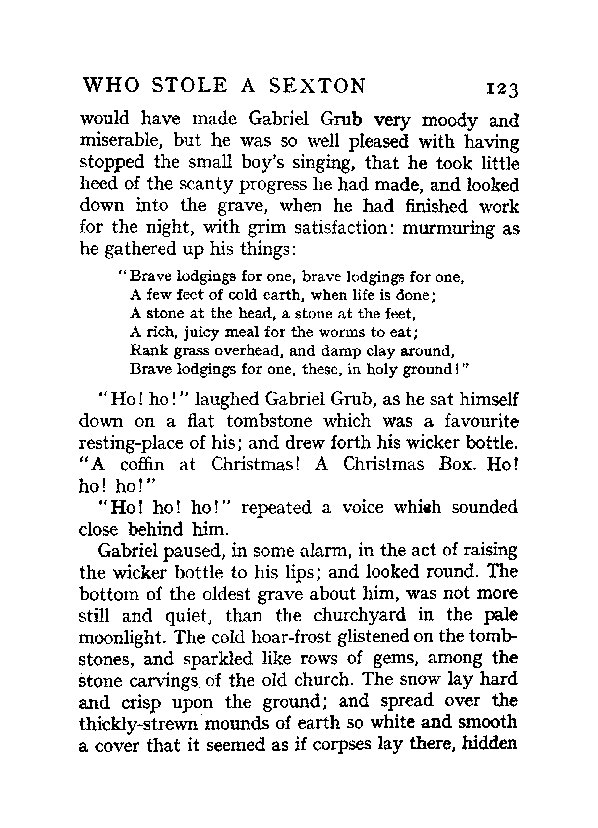 WHO STOLE A SEXTON 123
would have made Gabriel Grub very moody and
miserable, but he was so well pleased with having
stopped the small boy's singing, that he took little
heed of the scanty progress he had made, and looked
down into the grave, when he had finished work
for the night, with grim satisfaction: murmuring as
he gathered up his things:
"Brave lodgings for one, brave lodgings for one,
A few feet of cold earth, when life is done;
A stone at the head, a stone at the feet,
A rich, juicy meal for the worms to eat;
Rank grass overhead, and damp clay around,
Brave lodgings for one, these, in holy ground!"
"Ho! ho!" laughed Gabriel Grub, as he sat himself
down on a flat tombstone which was a favourite
resting-place of his; and drew forth his wicker bottle.
"A coffin at Christmas! A Christmas Box. Ho!
ho! ho!"
"Ho! ho! ho!" repeated a voice which sounded
close behind him.
Gabriel paused, in some alarm, in the act of raising
the wicker bottle to his lips; and looked round. The
bottom of the oldest grave about him, was not more
still and quiet, than the churchyard in the pale
moonlight. The cold hoar-frost glistened on the tomb-
stones, and sparkled like rows of gems, among the
stone carvings of the old church. The snow lay hard
and crisp upon the ground; and spread over the
thickly-strewn mounds of earth so white and smooth
a cover that it seemed as if corpses lay there, hidden